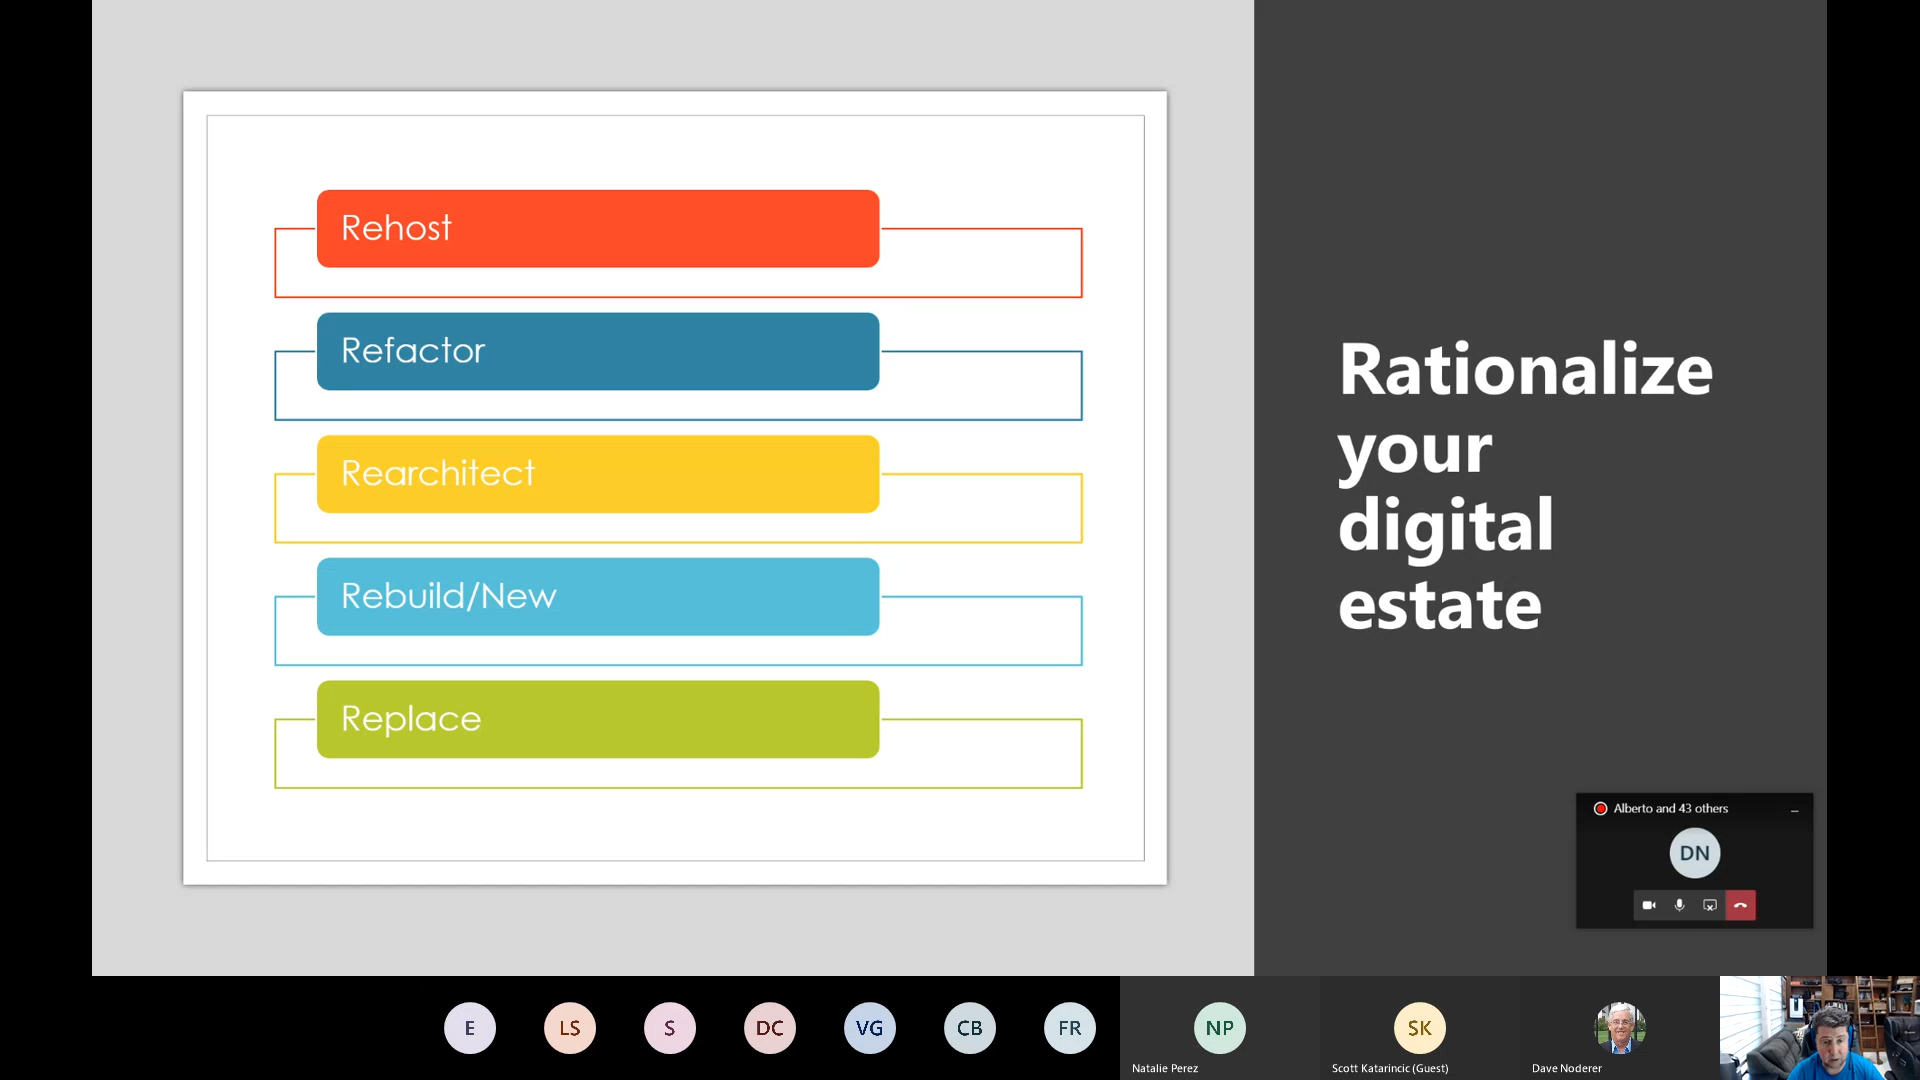 Rehost
Refactor
Rearchitect
Rebuild/New
Replace
Rationalize
your
digital
estate
Alberto and 43 others
DN
E
LS
S
DC
VG
CB
FR
NP
Natalie Perez
SK
Scott Katarincic (Guest)
Dave Noderer